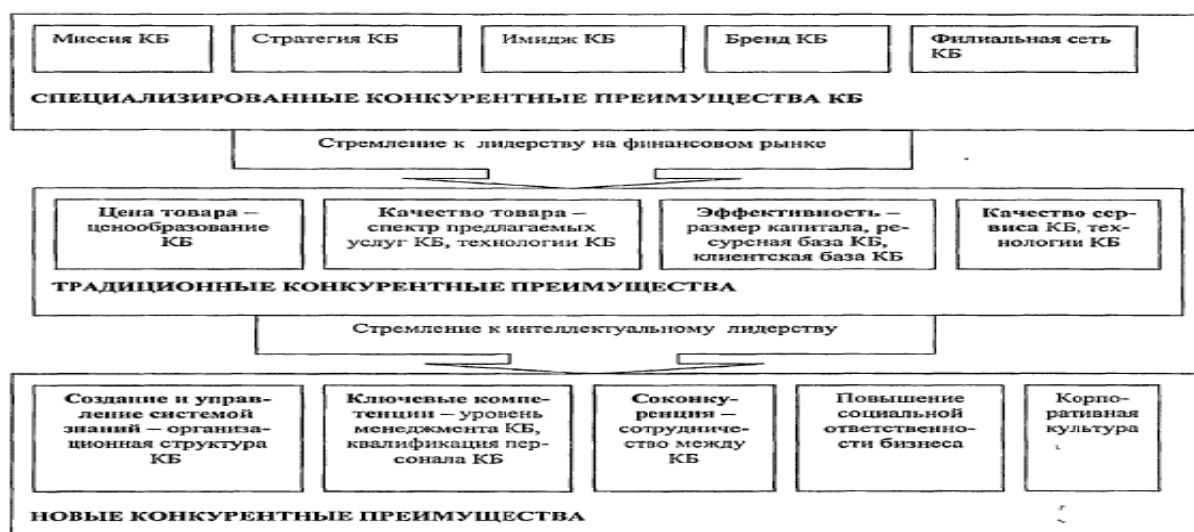 Миссия КБ
Стратегия КБ
Имидж КБ
Бренд КБ
Филиальная сеть
КБ
СПЕЦИАЛИЗИРОВАННЫЕ КОНКУРЕНТНЫЕ ПРЕИМУЩЕСТВА КБ
Стремление к лидерству на финансовом рынке
Цена товара –
ценообразование
КБ
Качество товара –
спектр предлагаемых
услуг КБ, технологии КБ
Эффективность –
размер капитала, ре-
сурсная база КБ,
клиентская база КБ
Качество сер-
виса КБ, тех-
нологии КБ
ТРАДИЦИОННЫЕ КОНКУРЕНТНЫЕ ПРЕИМУЩЕСТВА
Стремление к интеллектуальному лидерству
Создание и управ-
ление системой
знаний – организа-
ционная структура
КБ
Ключевые компе-
тенции – уровень
менеджмента КБ,
квалификация пер-
сонала КБ
Соконку-
ренция –
сотрудниче-
ство между
КБ
Повышение
социальной
ответственно-
сти бизнеса
Корпо-
ративная
культура
НОВЫЕ КОНКУРЕНТНЫЕ ПРЕИМУЩЕСТВА